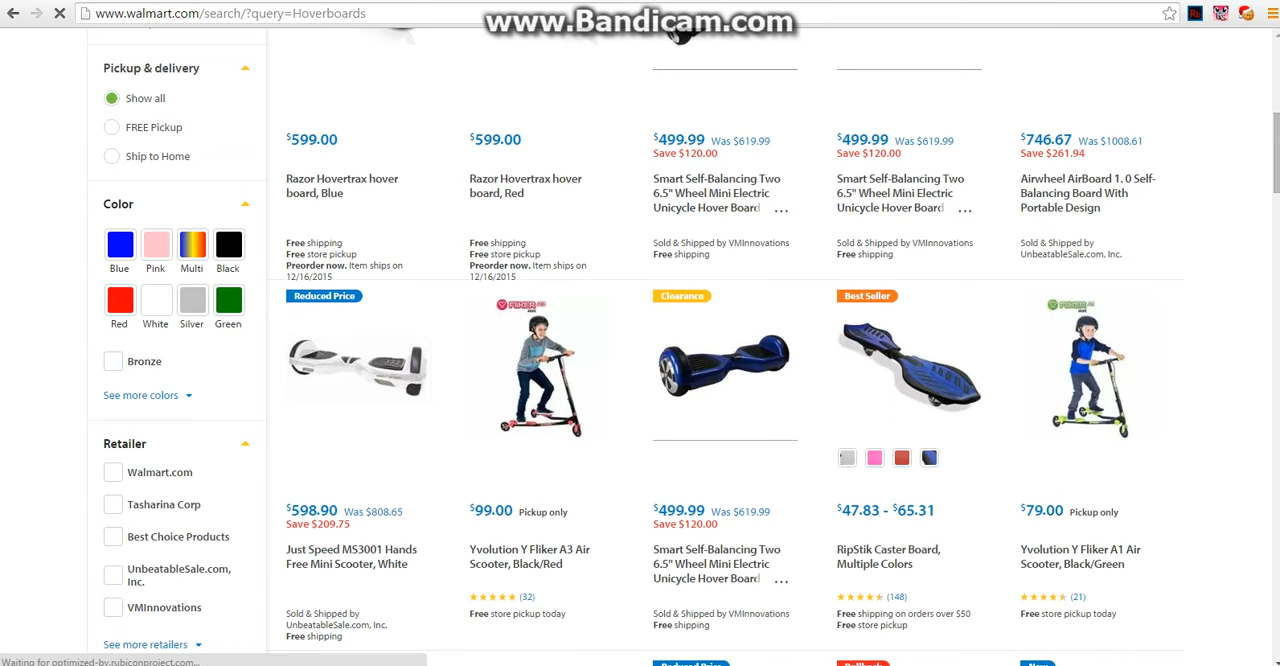 www.walmart.com/search/?query=Hoverboards
www.Bandicam.com
Pickup & delivery
Show all
FREE Pickup
Ship to Home
Color
Blue
Pink
Multi
Black
Red
White
Silver
Green
Bronze
See more colors
Retailer
Walmart.com
Tasharina Corp
Best Choice Products
UnbeatableSale.com,
Inc.
VMInnovations
See more retailers
$599.00
Razor Hovertrax hover
board, Blue
Free shipping
Free store pickup
Preorder now. Item ships on
12/16/2015
$599.00
Razor Hovertrax hover
board, Red
Free shipping
Free store pickup
Preorder now. Item ships on
12/16/2015
$499.99 Was $619.99
Save $120.00
Smart Self-Balancing Two
6.5" Wheel Mini Electric
Unicycle Hover Board ...
Sold & Shipped by VMInnovations
Free shipping
$499.99 Was $619.99
Save $120.00
Smart Self-Balancing Two
6.5" Wheel Mini Electric
Unicycle Hover Board ...
Sold & Shipped by VMInnovations
Free shipping
$746.67 Was $1008.61
Save $261.94
Airwheel AirBoard 1. 0 Self-
Balancing Board With
Portable Design
Sold & Shipped by
UnbeatableSale.com, Inc.
Reduced Price
$598.90 Was $808.65
Save $209.75
Just Speed MS3001 Hands
Free Mini Scooter, White
Sold & Shipped by
UnbeatableSale.com, Inc.
Free shipping
FLIKER A3
AIR
$99.00 Pickup only
Yvolution Y Fliker A3 Air
Scooter, Black/Red
(32)
Free store pickup today
Clearance
$499.99 Was $619.99
Save $120.00
Smart Self-Balancing Two
6.5" Wheel Mini Electric
Unicycle Hover Board ...
Sold & Shipped by VMInnovations
Free shipping
Best Seller
$47.83 - $65.31
RipStik Caster Board,
Multiple Colors
(148)
Free shipping on orders over $50
Free store pickup
FLIKER A1
AIR
$79.00 Pickup only
Yvolution Y Fliker A1 Air
Scooter, Black/Green
(21)
Free store pickup today
Reduced Price
Rollback
New
Waiting for optimized-by.rubiconproject.com...